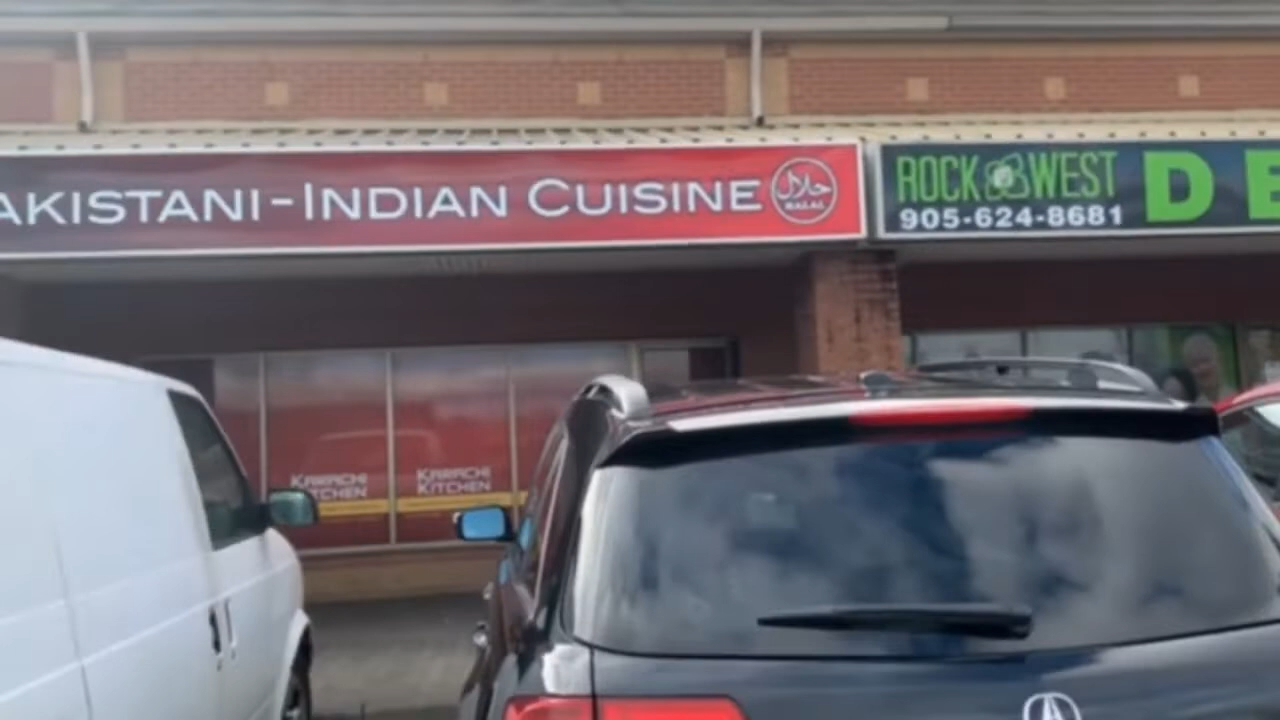 AKISTANI-INDIAN CUISINE
حلال
HALAL
ROCK WEST
905-624-8681
D E
KARACHI
KITCHEN
KARACHI
KITCHEN